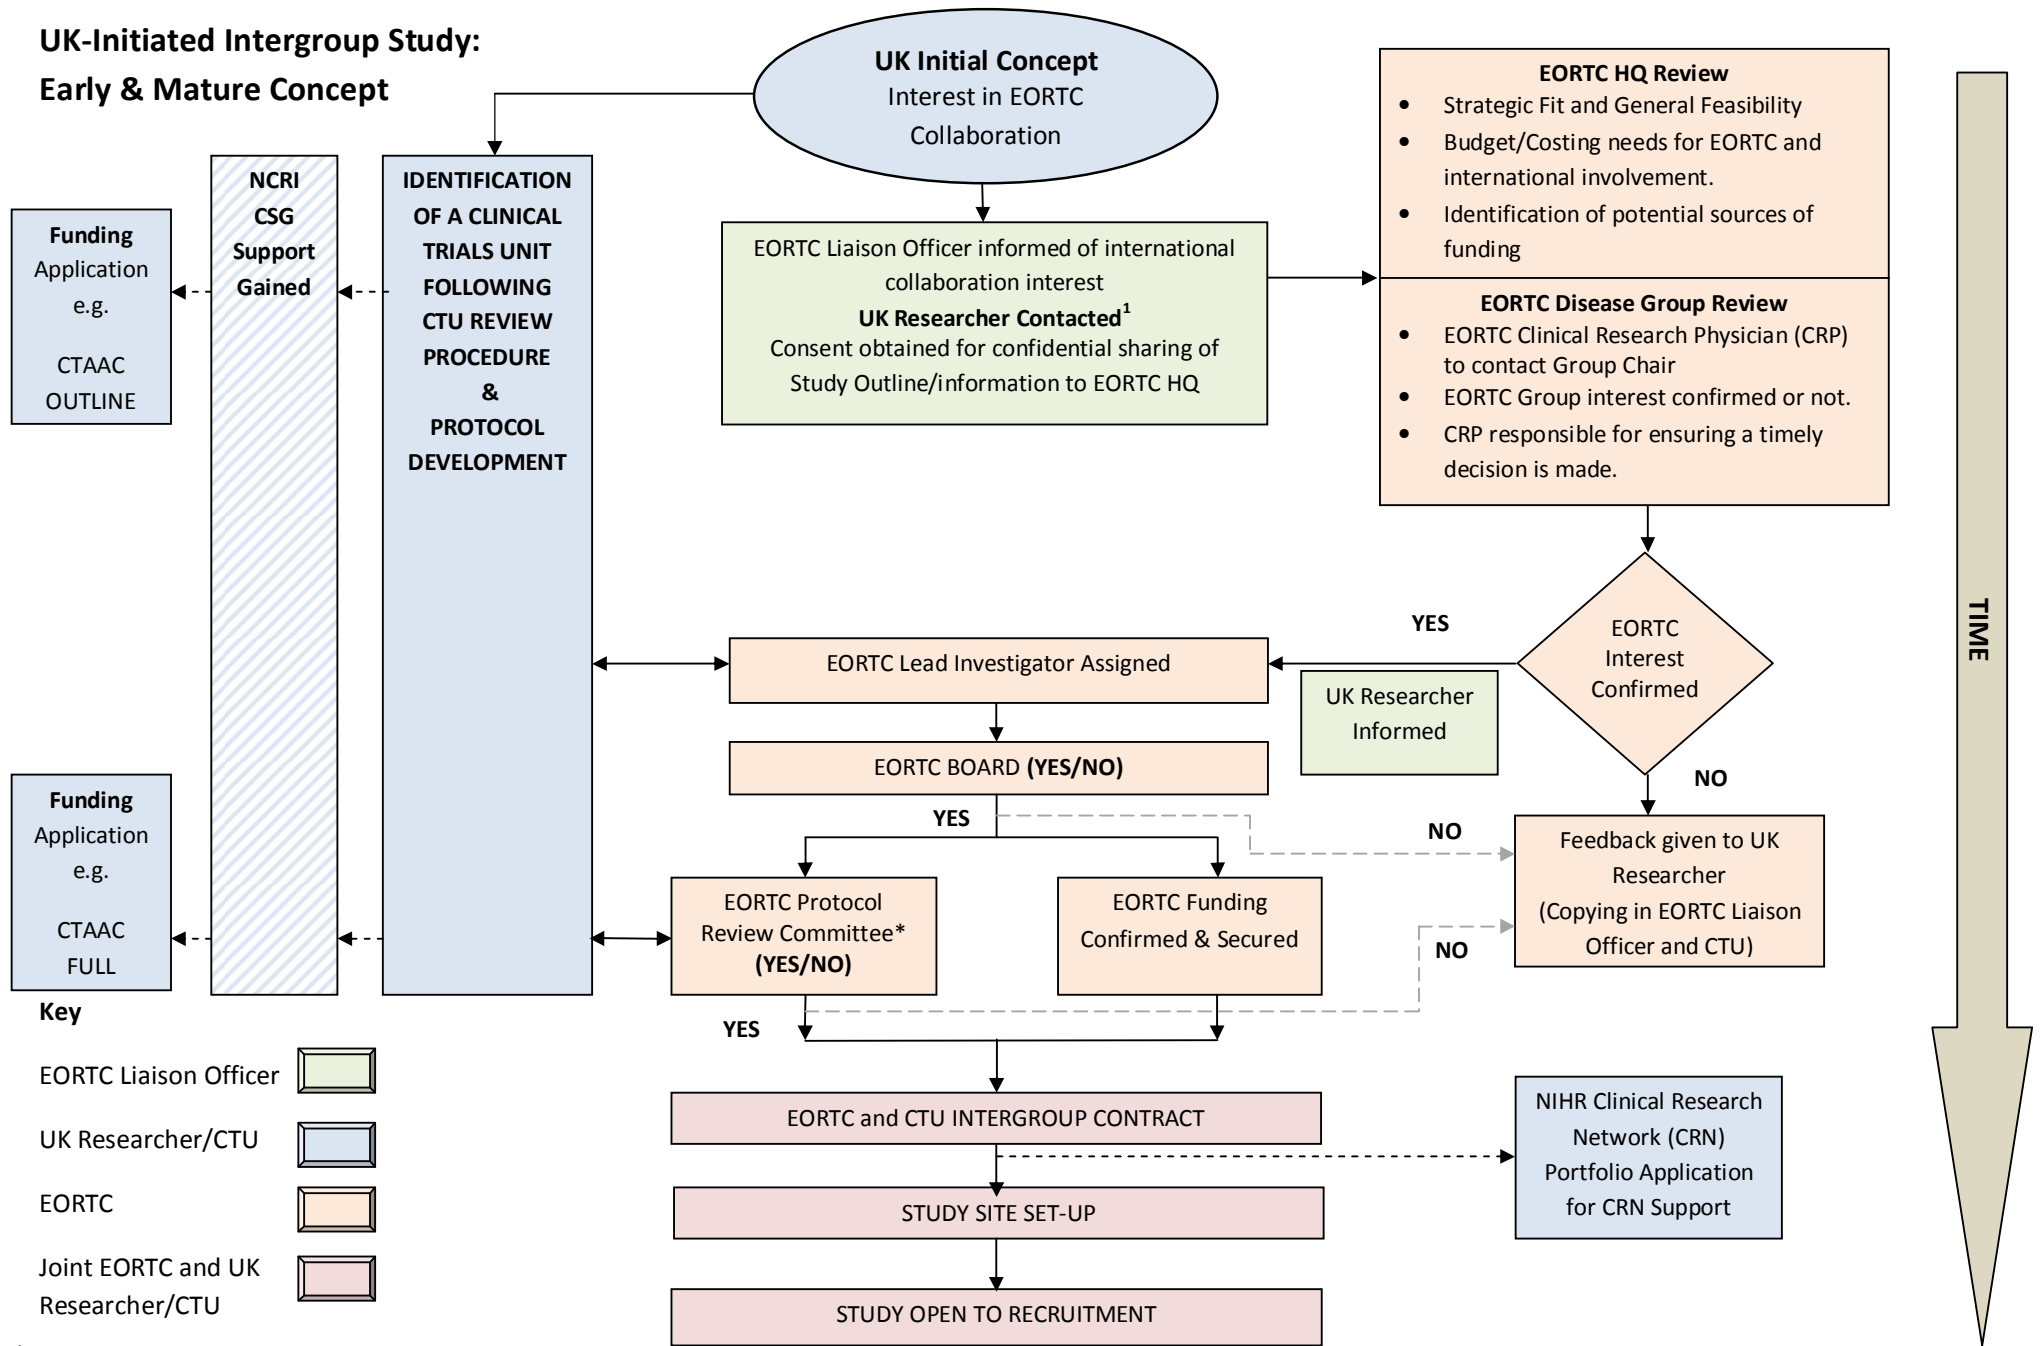 UK-Initiated Intergroup Study:
Early & Mature Concept
UK Initial Concept
Interest in EORTC
Collaboration
EORTC HQ Review
• Strategic Fit and General Feasibility
• Budget/Costing needs for EORTC and
international involvement.
• Identification of potential sources of
funding
EORTC Disease Group Review
• EORTC Clinical Research Physician (CRP)
to contact Group Chair
• EORTC Group interest confirmed or not.
• CRP responsible for ensuring a timely
decision is made.
Funding
Application
e.g.
CTAAC
OUTLINE
NCRI
CSG
Support
Gained
IDENTIFICATION
OF A CLINICAL
TRIALS UNIT
FOLLOWING
CTU REVIEW
PROCEDURE
&
PROTOCOL
DEVELOPMENT
EORTC Liaison Officer informed of international
collaboration interest
UK Researcher Contacted1
Consent obtained for confidential sharing of
Study Outline/information to EORTC HQ
TIME
YES
EORTC
Interest
Confirmed
EORTC Lead Investigator Assigned
UK Researcher
Informed
EORTC BOARD (YES/NO)
NO
YES
NO
Feedback given to UK
Researcher
(Copying in EORTC Liaison
Officer and CTU)
Funding
Application
e.g.
CTAAC
FULL
EORTC Protocol
Review Committee*
(YES/NO)
EORTC Funding
Confirmed & Secured
NO
YES
Key
EORTC Liaison Officer
UK Researcher/CTU
EORTC
Joint EORTC and UK
Researcher/CTU
EORTC and CTU INTERGROUP CONTRACT
NIHR Clinical Research
Network (CRN)
Portfolio Application
for CRN Support
STUDY SITE SET-UP
STUDY OPEN TO RECRUITMENT